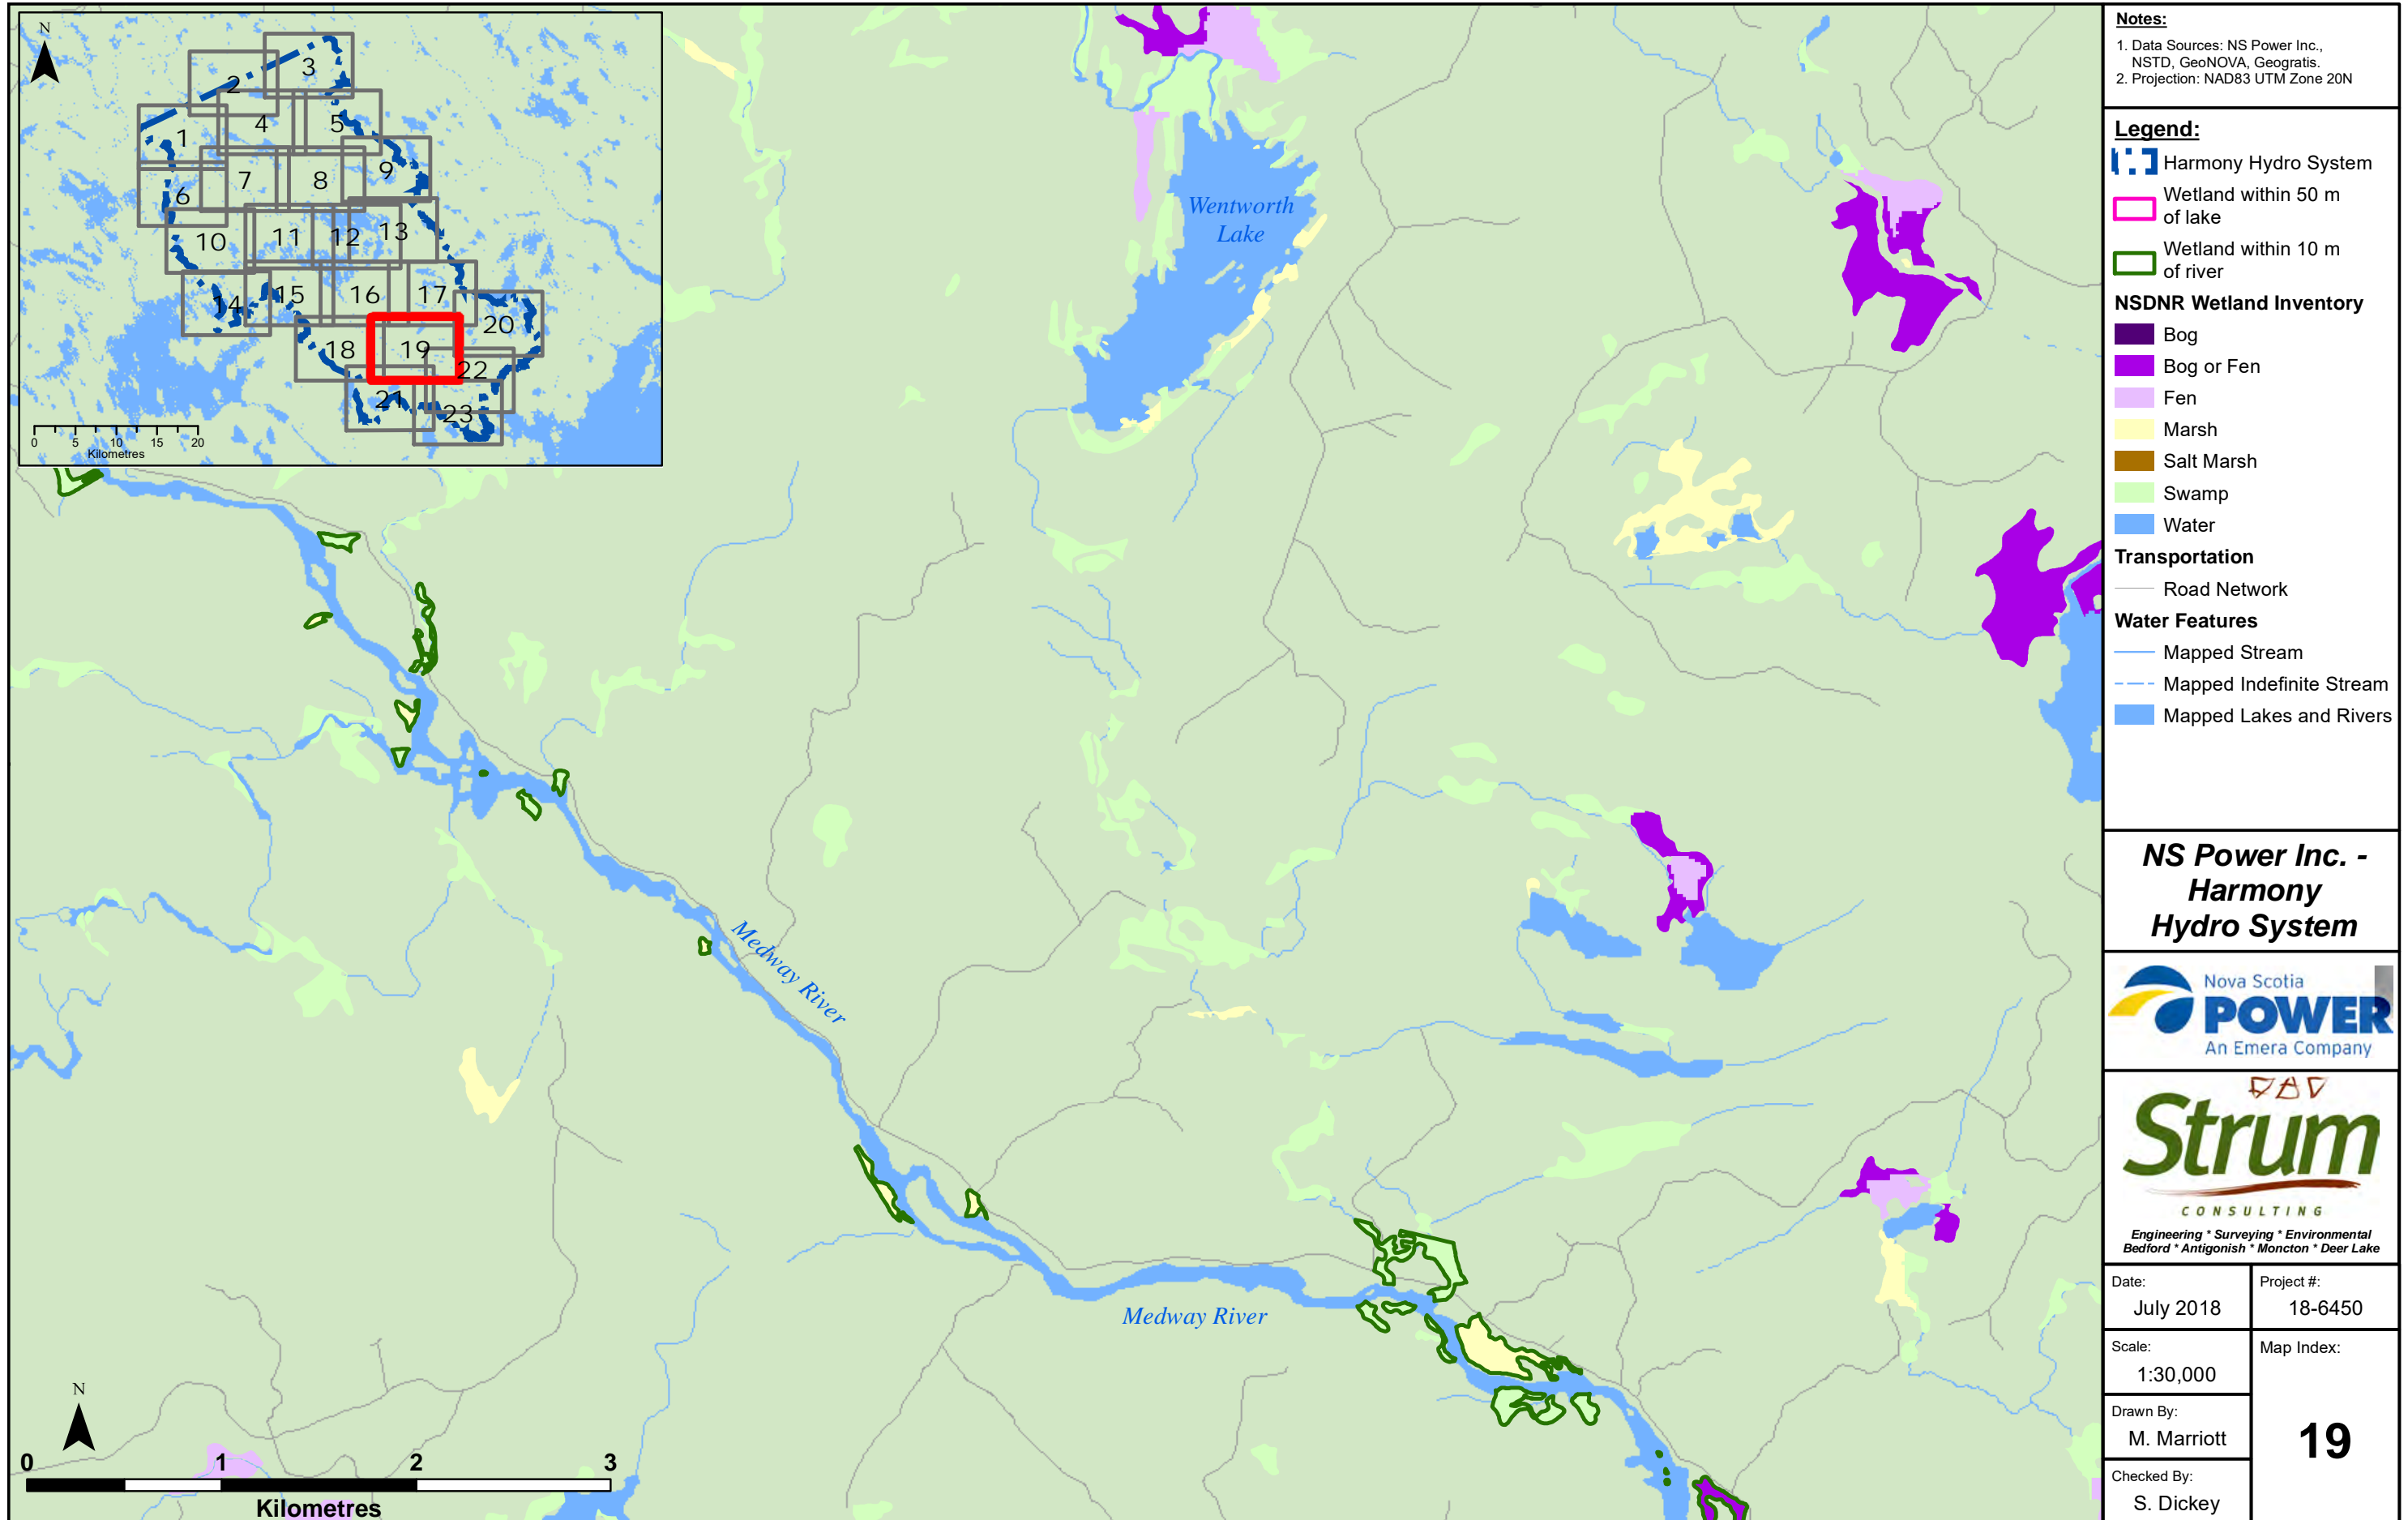 N
1
2
3
4
5
6
7
8
9
10
11
12
13
14
15
16
17
18
19
20
21
22
23
0 5 10 15 20
Kilometres
Wentworth
Lake
Medway River
Medway River
N
0 1 2 3
Kilometres
Notes:
1. Data Sources: NS Power Inc.,
NSTD, GeoNOVA, Geogratis.
2. Projection: NAD83 UTM Zone 20N
Legend:
Harmony Hydro System
Wetland within 50 m
of lake
Wetland within 10 m
of river
NSDNR Wetland Inventory
Bog
Bog or Fen
Fen
Marsh
Salt Marsh
Swamp
Water
Transportation
Road Network
Water Features
Mapped Stream
Mapped Indefinite Stream
Mapped Lakes and Rivers
NS Power Inc. -
Harmony
Hydro System
Nova Scotia
POWER
An Emera Company
Strum
CONSULTING
Engineering * Surveying * Environmental
Bedford * Antigonish * Moncton * Deer Lake
Date:
July 2018
Project #:
18-6450
Scale:
1:30,000
Map Index:
19
Drawn By:
M. Marriott
Checked By:
S. Dickey